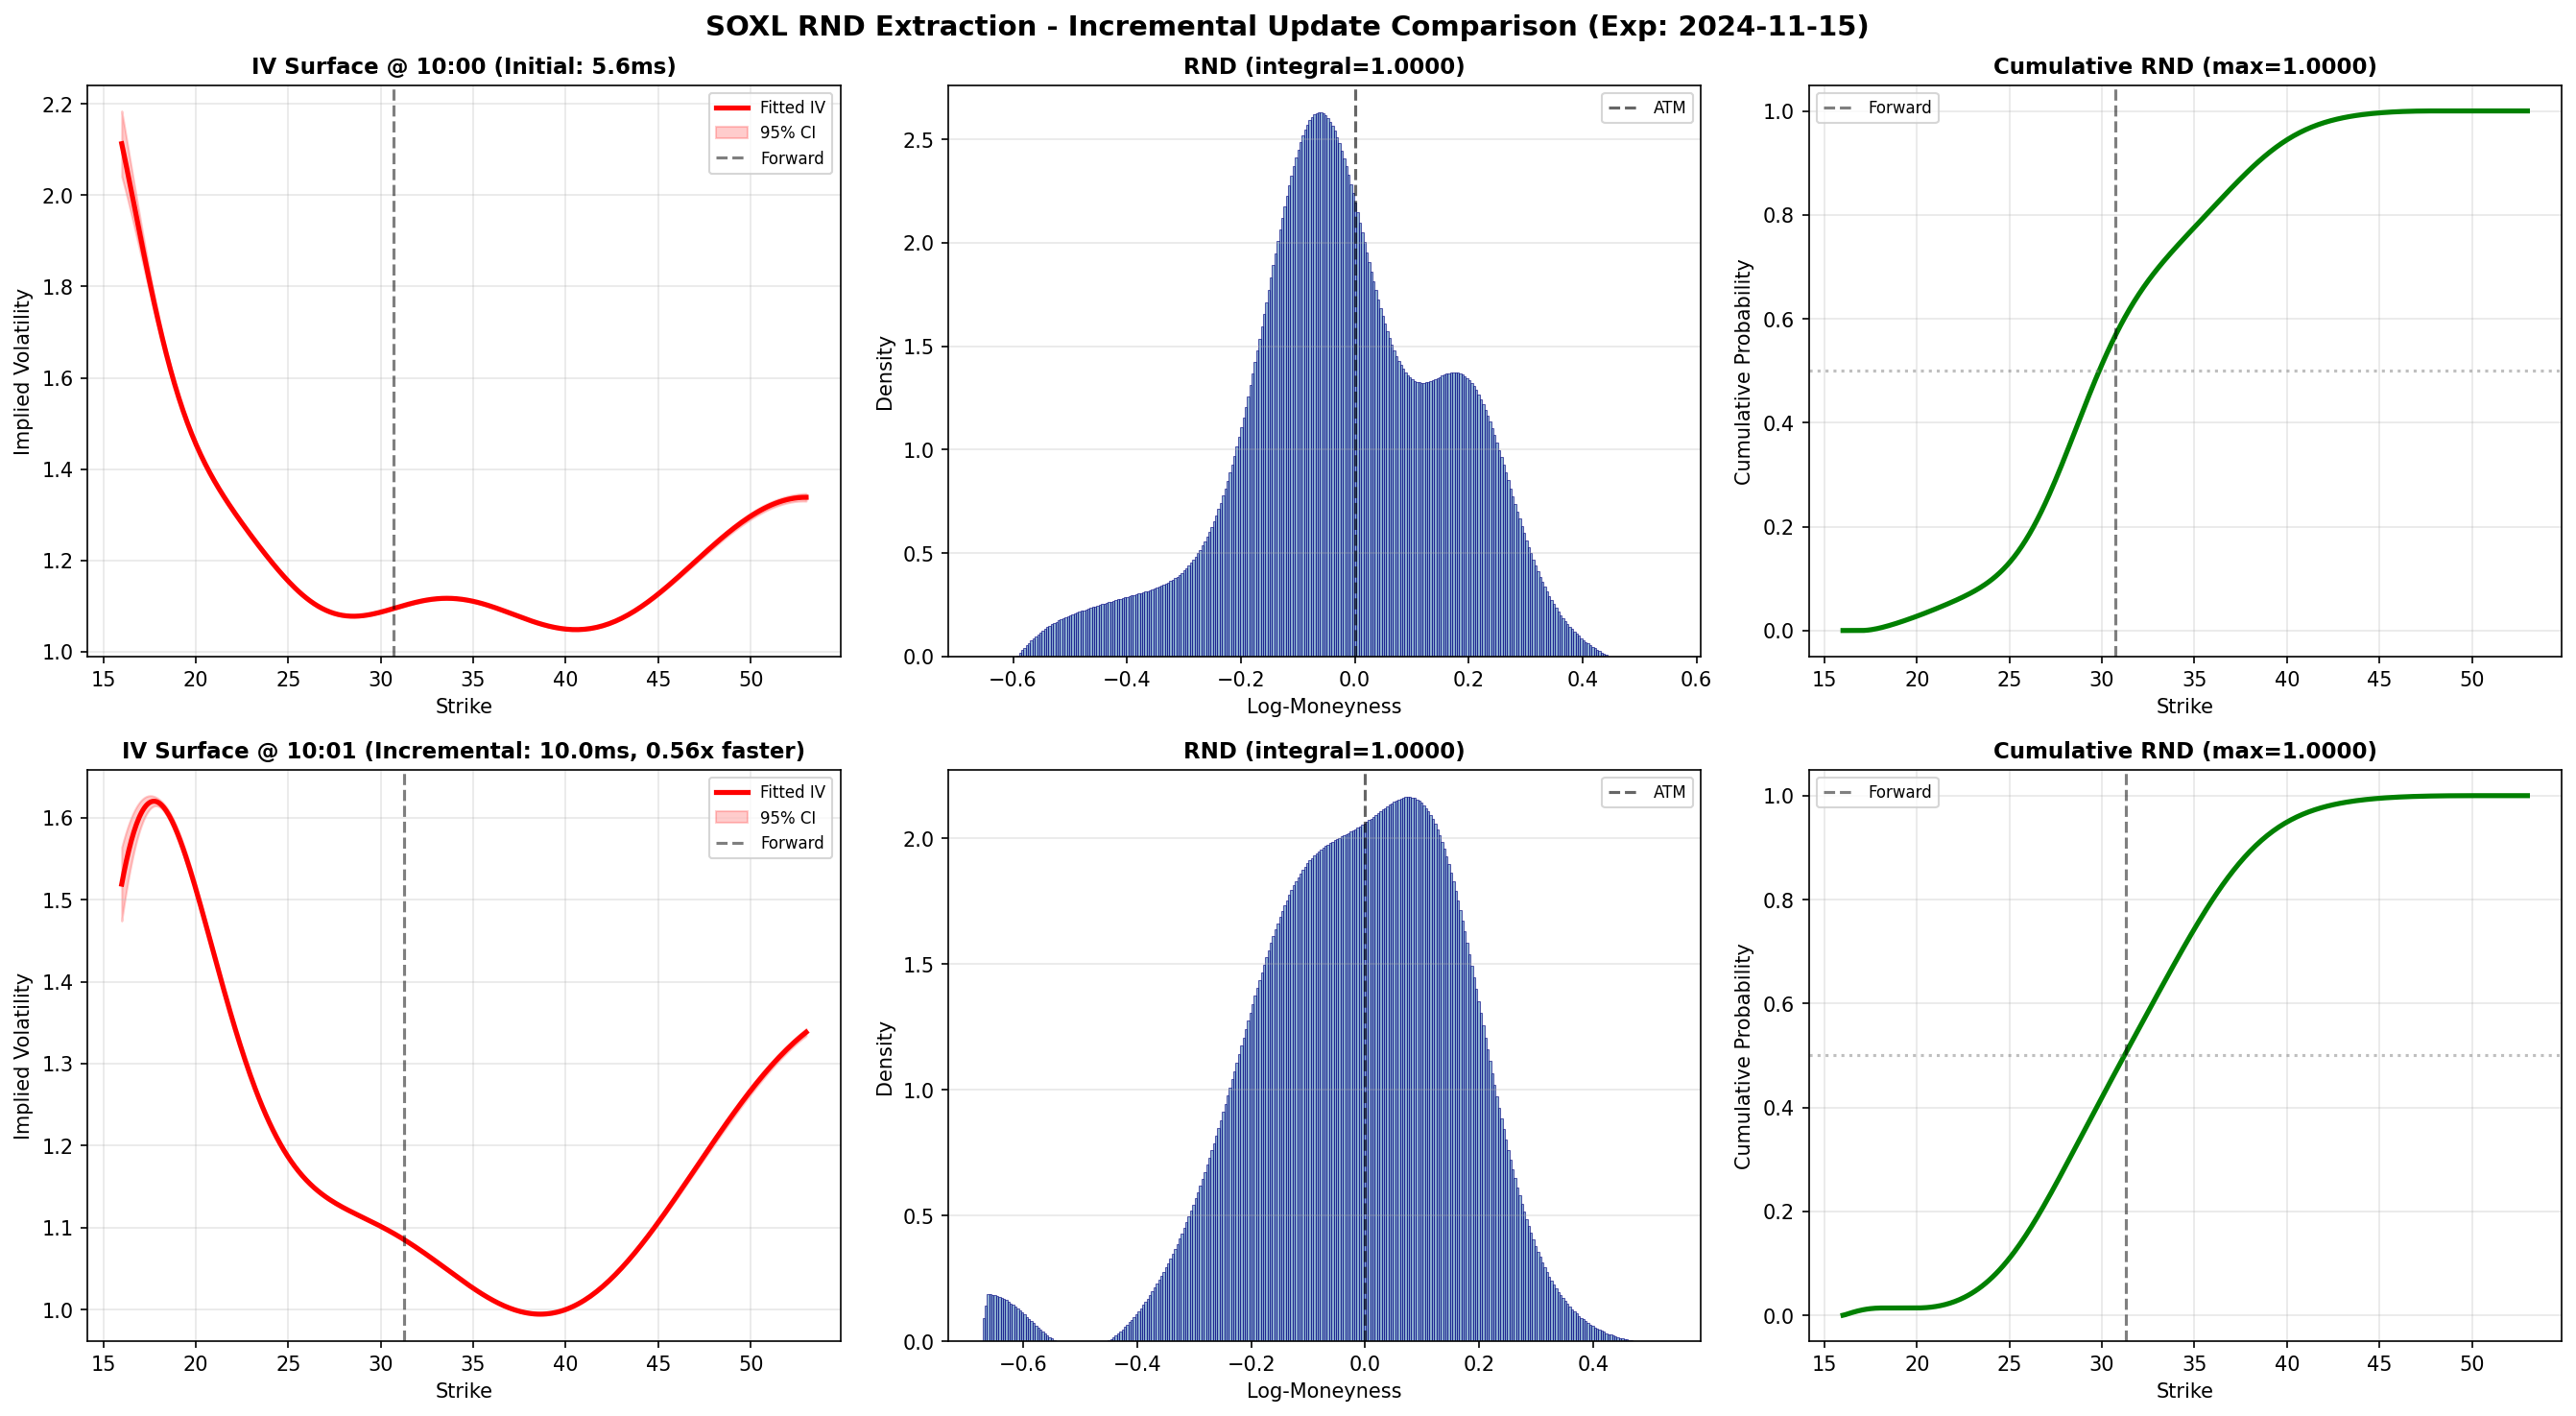 SOXL RND Extraction - Incremental Update Comparison (Exp: 2024-11-15)
IV Surface @ 10:00 (Initial: 5.6ms)
Implied Volatility
2.2
2.0
1.8
1.6
1.4
1.2
1.0
Fitted IV
95% CI
Forward
15 20 25 30 35 40 45 50
Strike
RND (integral=1.0000)
Density
2.5
2.0
1.5
1.0
0.5
0.0
ATM
−0.6 −0.4 −0.2 0.0 0.2 0.4 0.6
Log-Moneyness
Cumulative RND (max=1.0000)
Cumulative Probability
1.0
0.8
0.6
0.4
0.2
0.0
Forward
15 20 25 30 35 40 45 50
Strike
IV Surface @ 10:01 (Incremental: 10.0ms, 0.56x faster)
Implied Volatility
1.6
1.5
1.4
1.3
1.2
1.1
1.0
Fitted IV
95% CI
Forward
15 20 25 30 35 40 45 50
Strike
RND (integral=1.0000)
Density
2.0
1.5
1.0
0.5
0.0
ATM
−0.6 −0.4 −0.2 0.0 0.2 0.4
Log-Moneyness
Cumulative RND (max=1.0000)
Cumulative Probability
1.0
0.8
0.6
0.4
0.2
0.0
Forward
15 20 25 30 35 40 45 50
Strike